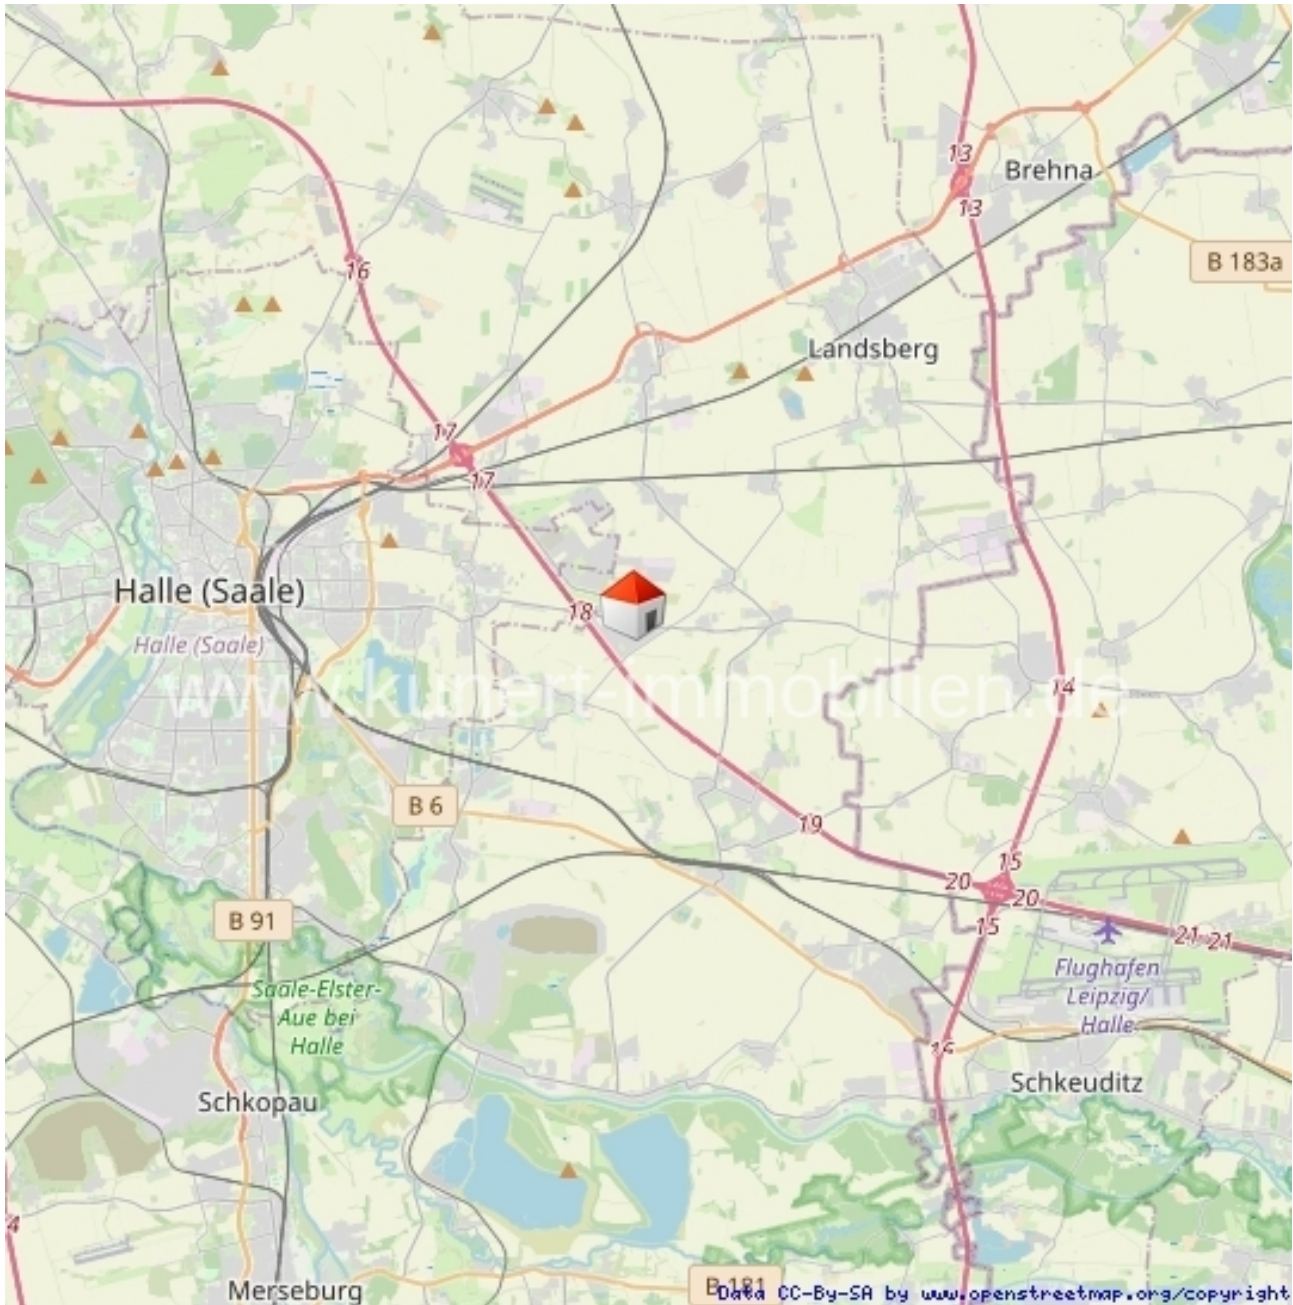 13
Brehna
13
B 183a
16
Landsberg
17
17
Halle (Saale)
18
Halle (Saale)
www.kunert-immobilien.de
14
B 6
19
15
20
20
B 91
15
21 21
Saale-Elster-
Aue bei
Halle
Flughafen
Leipzig/
Halle
Schkopau
Schkeuditz
Merseburg
B 181
Data CC-By-SA by www.openstreetmap.org/copyright